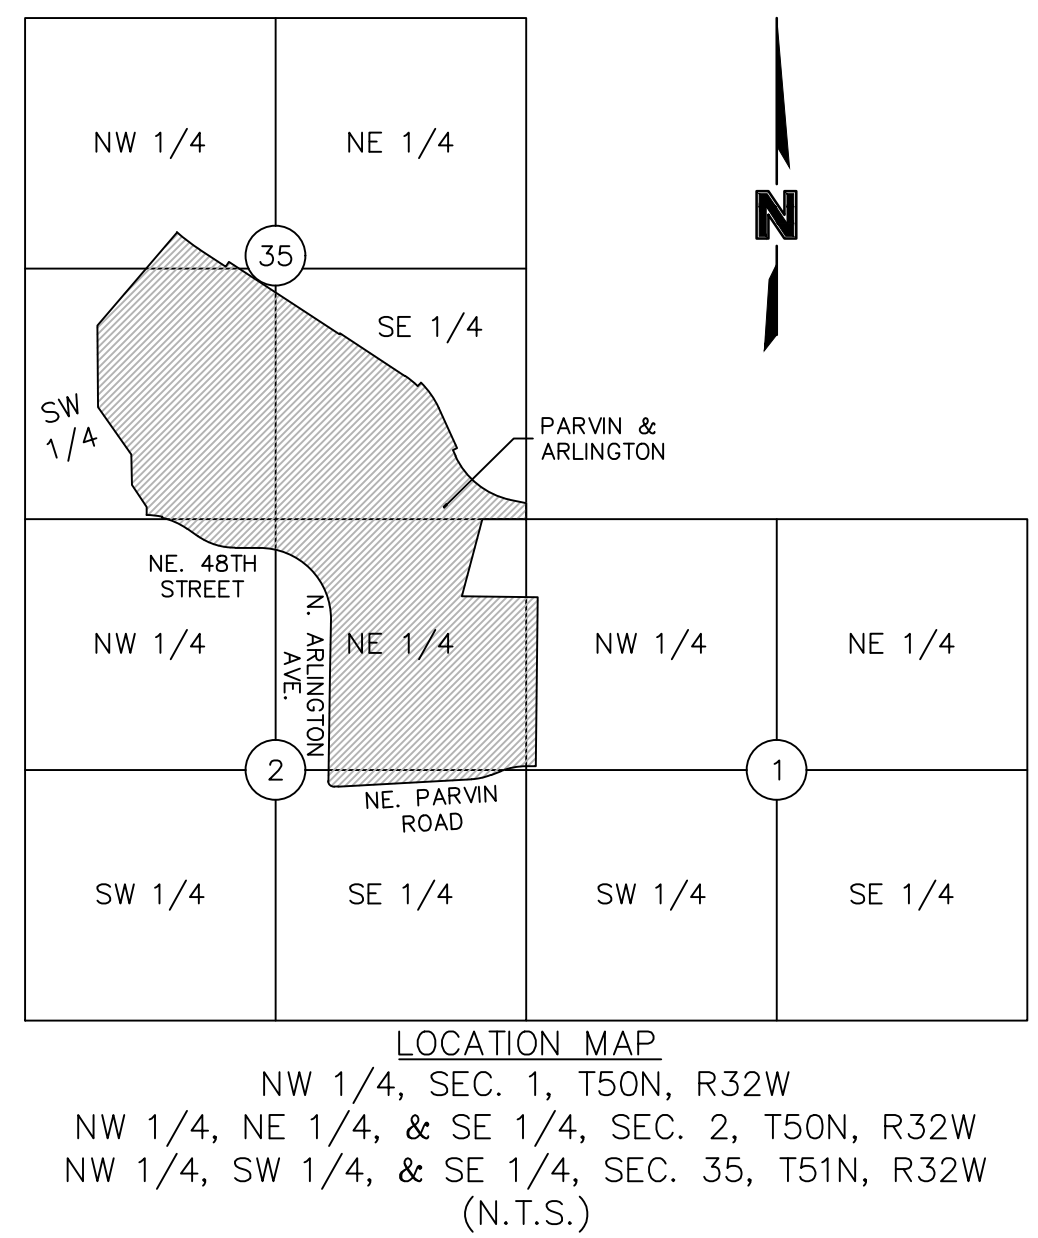 NW 1/4
NE 1/4
N
35
SE 1/4
SW
1/4
PARVIN &
ARLINGTON
NE. 48TH
STREET
N. ARLINGTON
AVE.
NW 1/4
NE 1/4
NW 1/4
NE 1/4
2
1
NE. PARVIN
ROAD
SW 1/4
SE 1/4
SW 1/4
SE 1/4
LOCATION MAP
NW 1/4, SEC. 1, T50N, R32W
NW 1/4, NE 1/4, & SE 1/4, SEC. 2, T50N, R32W
NW 1/4, SW 1/4, & SE 1/4, SEC. 35, T51N, R32W
(N.T.S.)